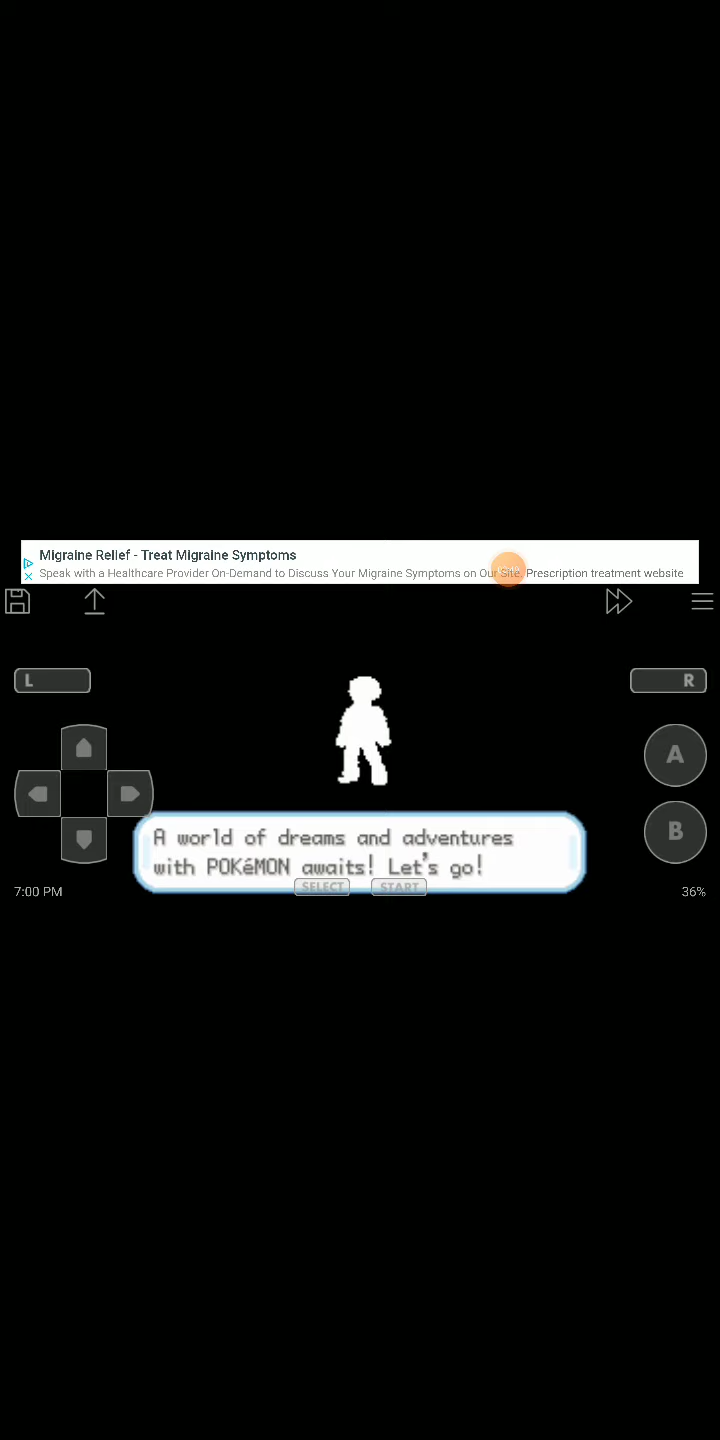 Migraine Relief - Treat Migraine Symptoms
Speak with a Healthcare Provider On-Demand to Discuss Your Migraine Symptoms on Our Site. Prescription treatment website
L
R
A
B
A world of dreams and adventures
with POKéMON awaits! Let's go!
SELECT START
7:00 PM
36%